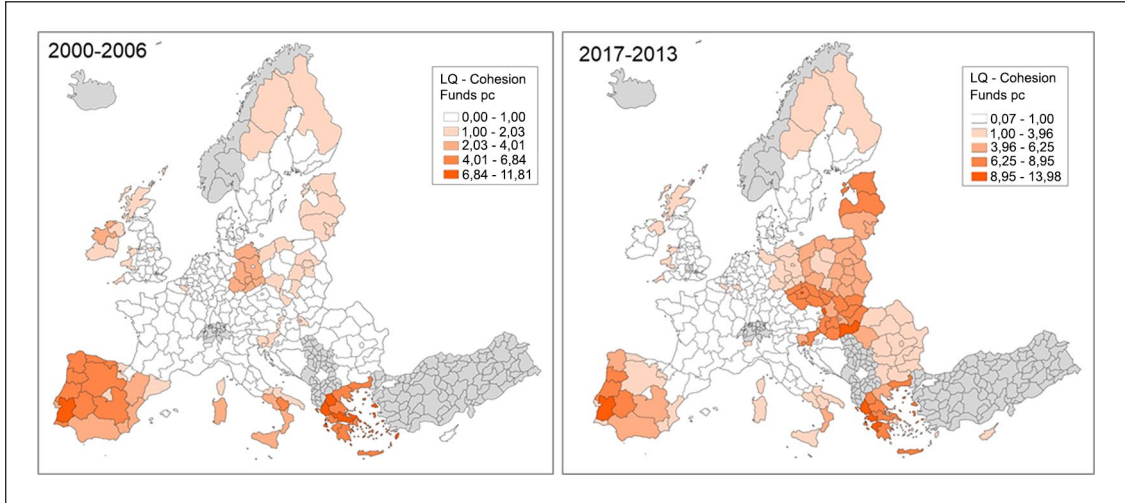 2000-2006
LQ - Cohesion
Funds pc
0,00 - 1,00
1,00 - 2,03
2,03 - 4,01
4,01 - 6,84
6,84 - 11,81
2017-2013
LQ - Cohesion
Funds pc
0,07 - 1,00
1,00 - 3,96
3,96 - 6,25
6,25 - 8,95
8,95 - 13,98